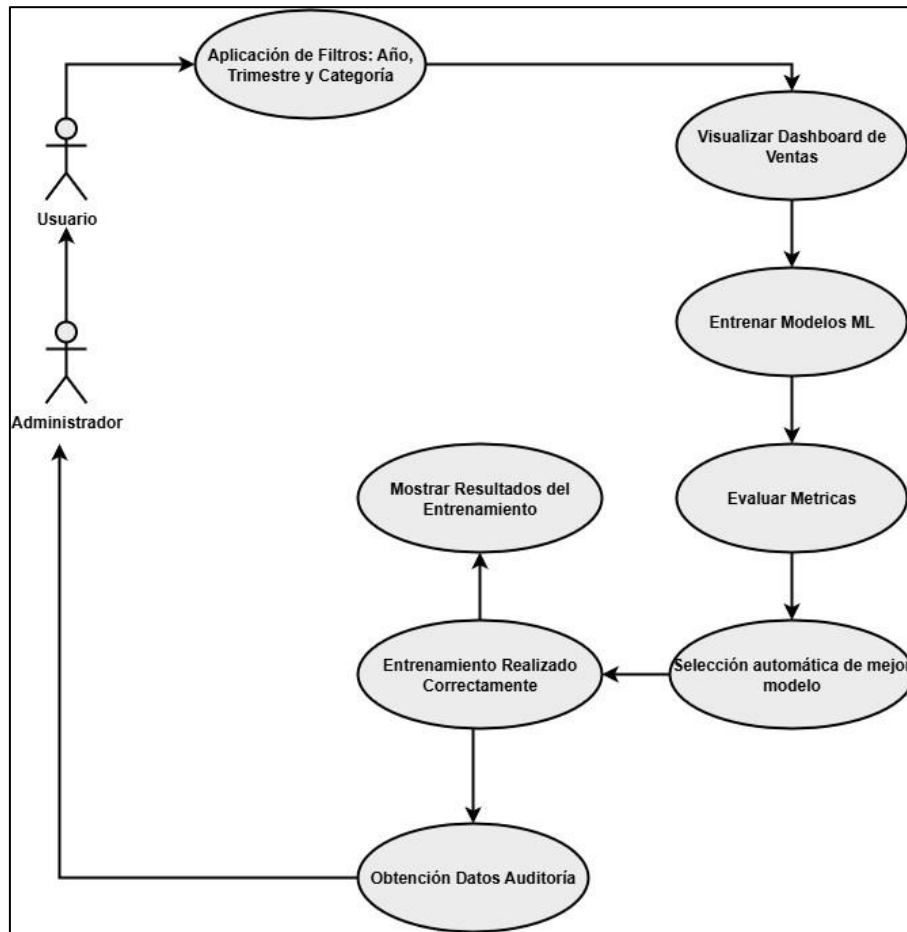 Aplicación de Filtros: Año,
Trimestre y Categoría
Visualizar Dashboard de
Ventas
Usuario
Entrenar Modelos ML
Administrador
Mostrar Resultados del
Entrenamiento
Evaluar Metricas
Entrenamiento Realizado
Correctamente
Selección automática de mejor
modelo
Obtención Datos Auditoría